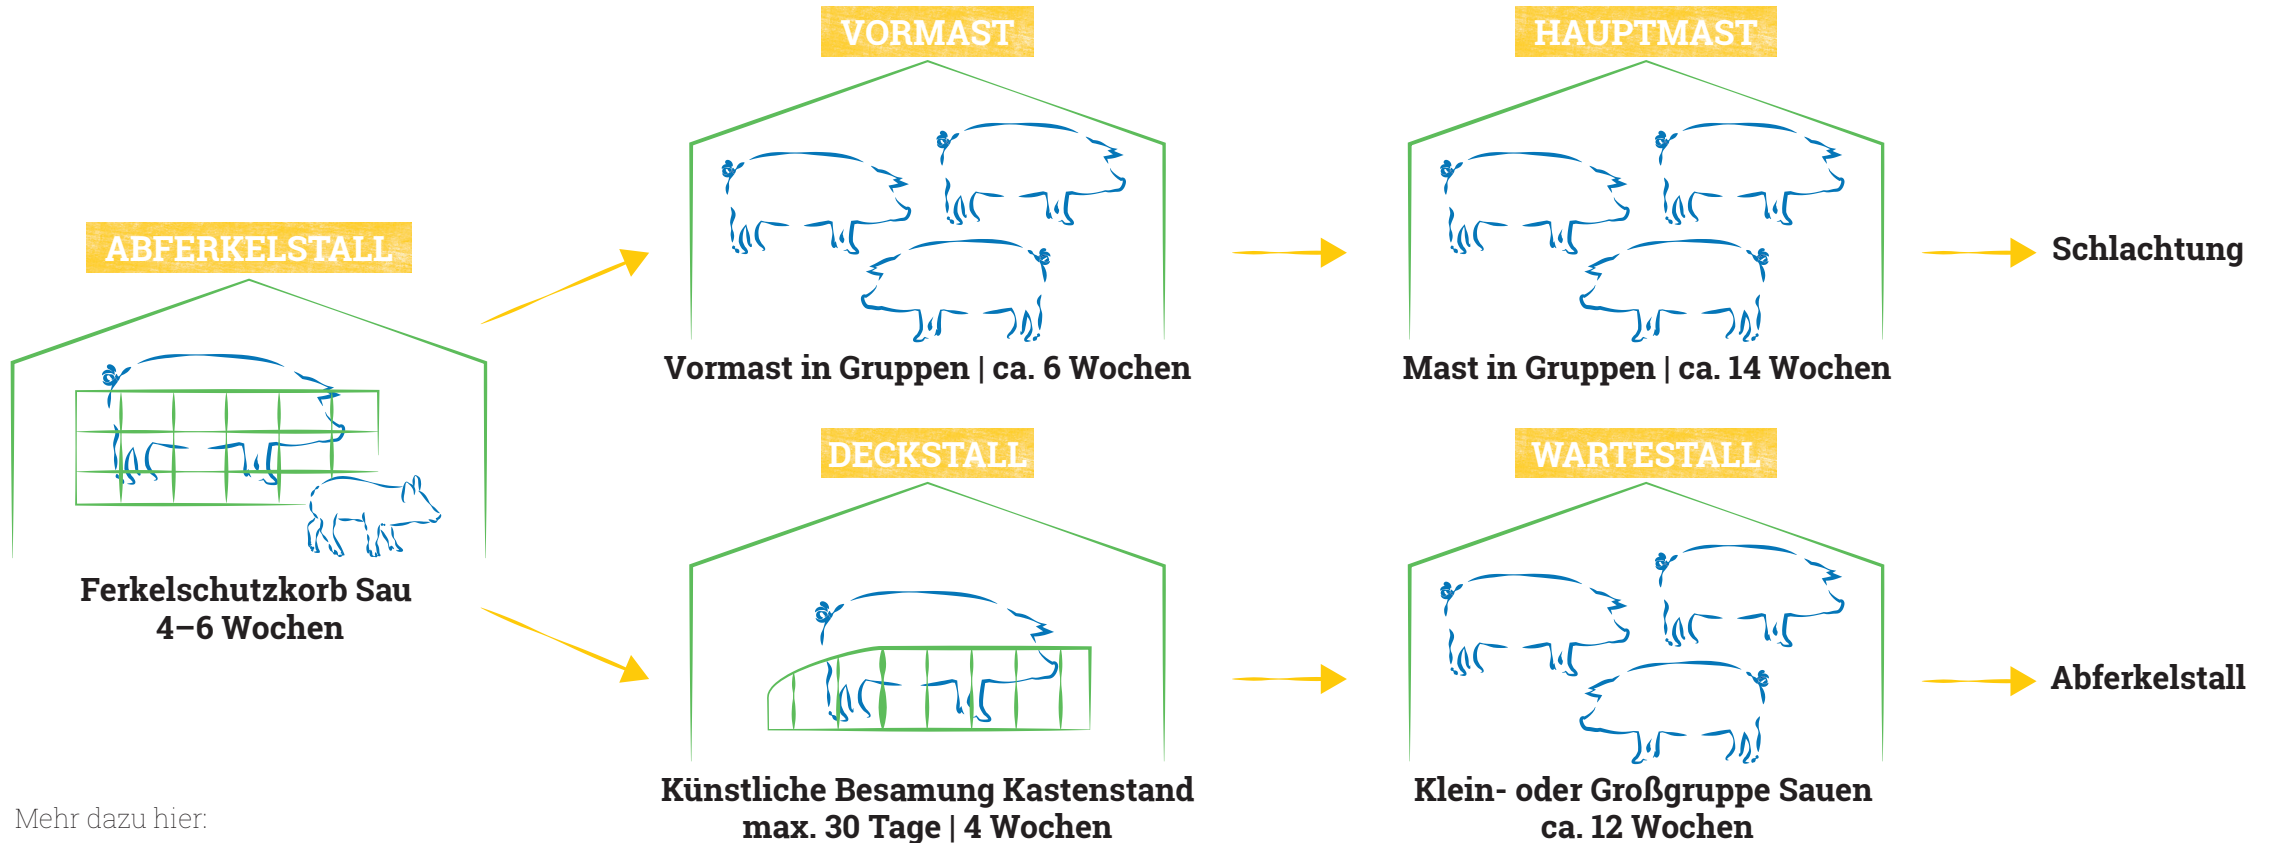 VORMAST
HAUPTMAST
ABFERKELSTALL
Schlachtung
Vormast in Gruppen | ca. 6 Wochen
Mast in Gruppen | ca. 14 Wochen
DECKSTALL
WARTESTALL
Ferkelschutzkorb Sau
4–6 Wochen
Abferkelstall
Künstliche Besamung Kastenstand
max. 30 Tage | 4 Wochen
Klein- oder Großgruppe Sauen
ca. 12 Wochen
Mehr dazu hier: